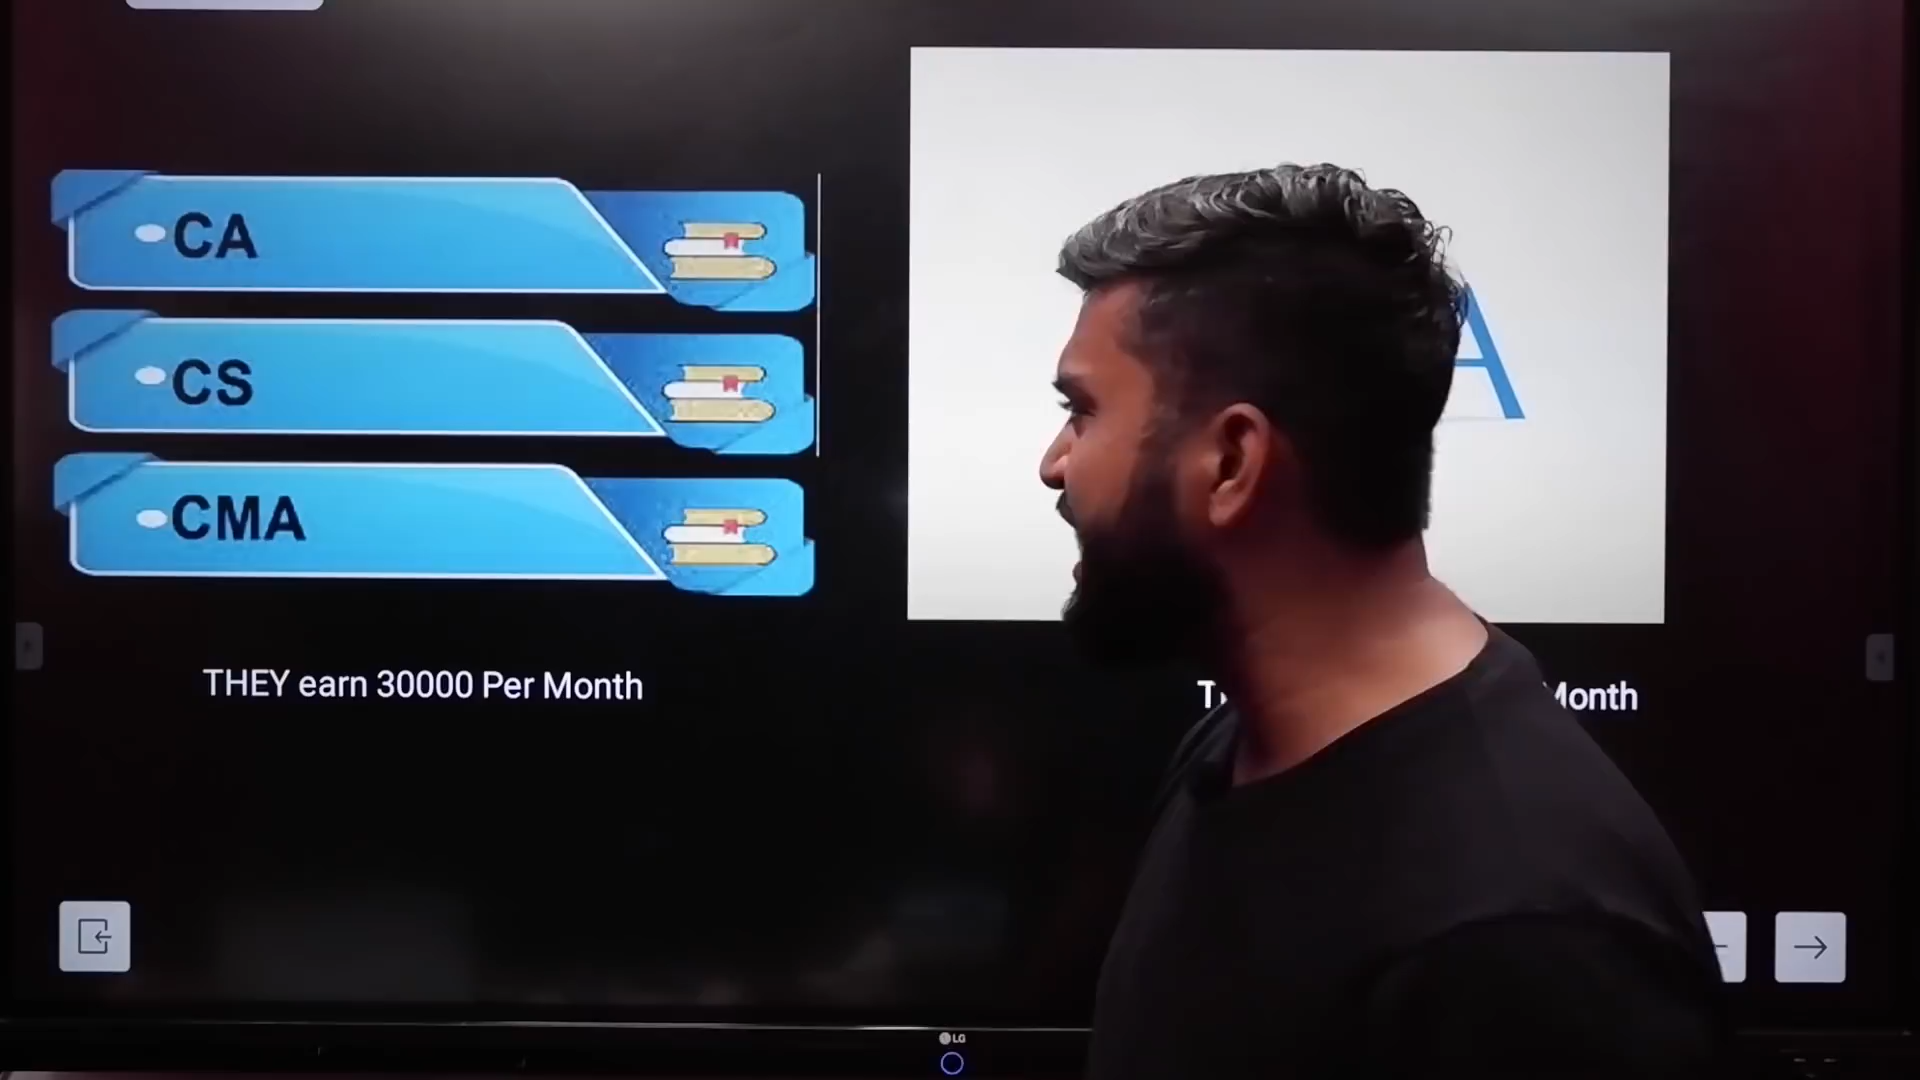 CA
CS
CMA
THEY earn 30000 Per Month
A
Month
LG